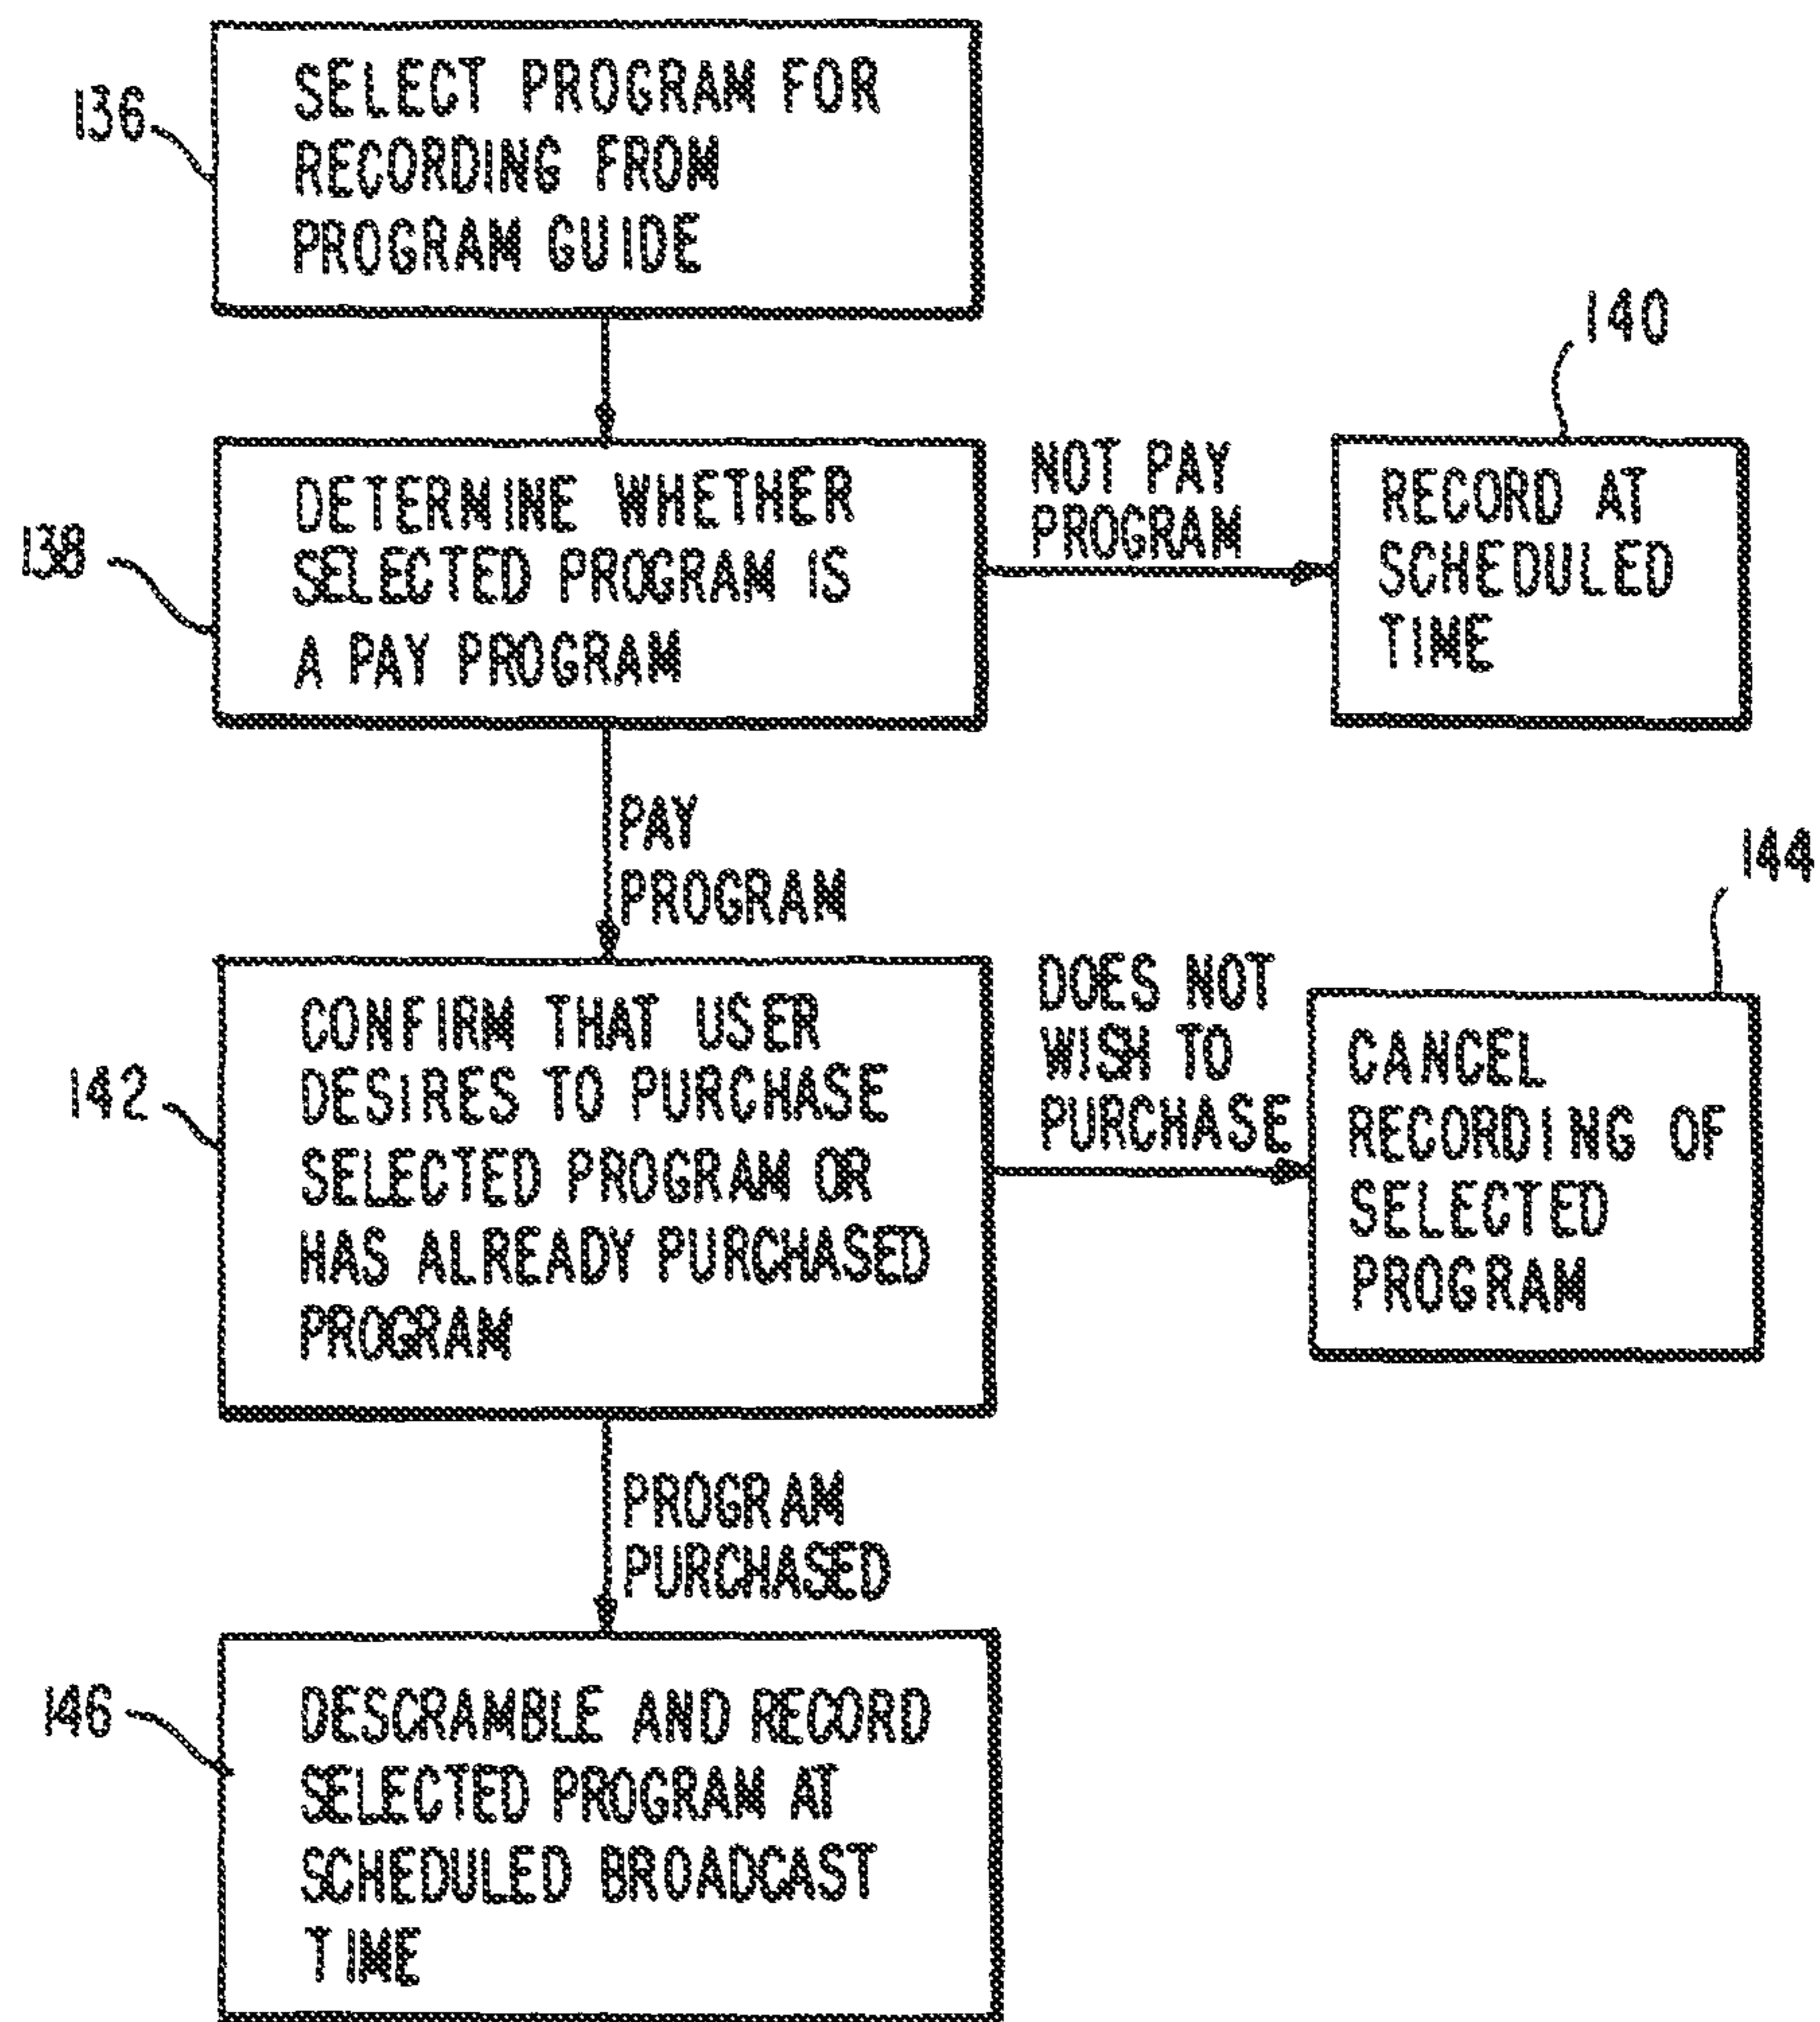 136
SELECT PROGRAM FOR
RECORDING FROM
PROGRAM GUIDE
138
DETERMINE WHETHER
SELECTED PROGRAM IS
A PAY PROGRAM
NOT PAY
PROGRAM
140
RECORD AT
SCHEDULED
TIME
PAY
PROGRAM
142
CONFIRM THAT USER
DESIRES TO PURCHASE
SELECTED PROGRAM OR
HAS ALREADY PURCHASED
PROGRAM
DOES NOT
WISH TO
PURCHASE
144
CANCEL
RECORDING OF
SELECTED
PROGRAM
PROGRAM
PURCHASED
146
DESCRAMBLE AND RECORD
SELECTED PROGRAM AT
SCHEDULED BROADCAST
TIME